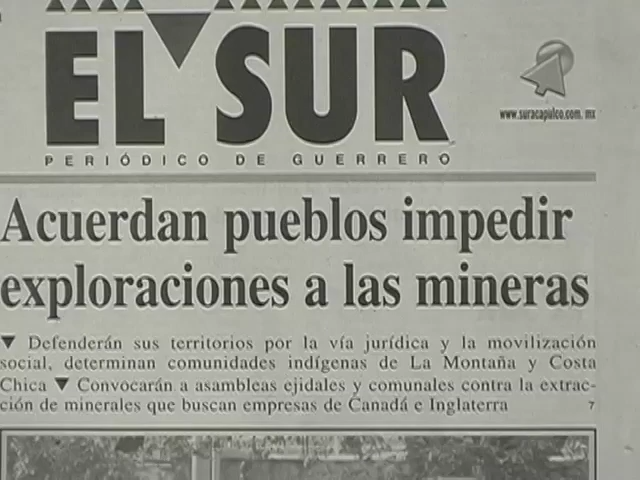 EL SUR
www.suracapulco.com.mx
PERIÓDICO DE GUERRERO
Acuerdan pueblos impedir
exploraciones a las mineras
▼ Defenderán sus territorios por la vía jurídica y la movilización
social, determinan comunidades indígenas de La Montaña y Costa
Chica ▼ Convocarán a asambleas ejidales y comunales contra la extrac-
ción de minerales que buscan empresas de Canadá e Inglaterra 7